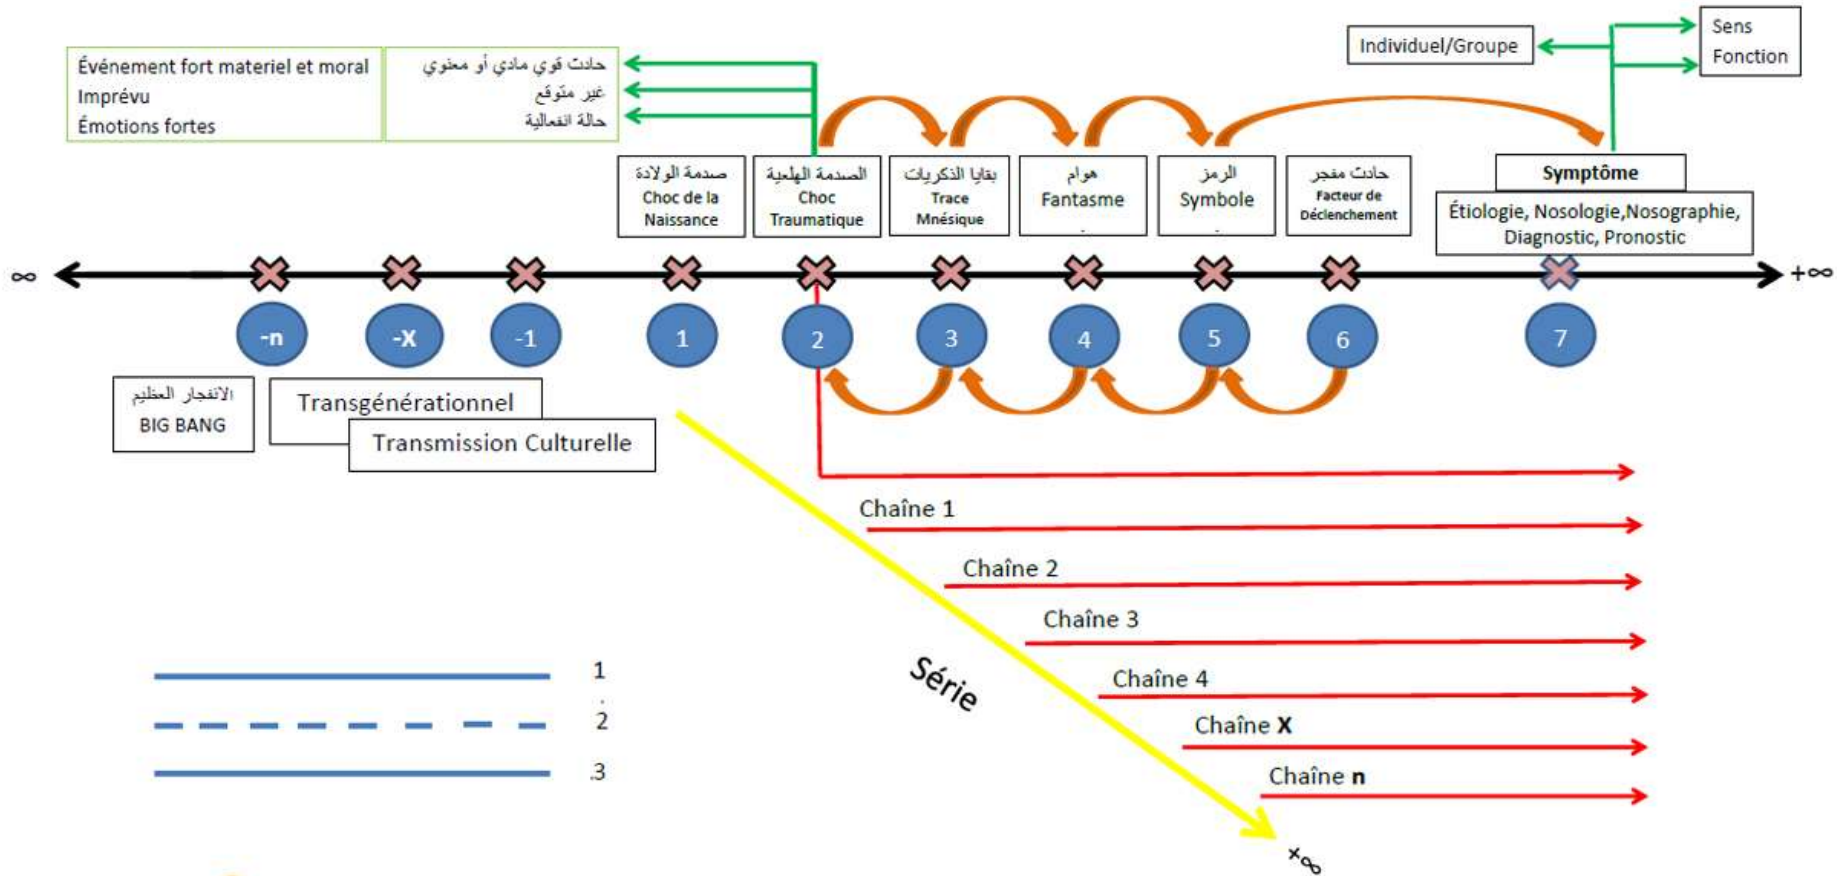 Événement fort materiel et moral
Imprévu
Émotions fortes
حادث قوي مادي أو معنوي
غير متوقع
حالة انفعالية
Individuel/Groupe
Sens
Fonction
صدمة الولادة
Choc de la
Naissance
الصدمة الهلعية
Choc
Traumatique
بقايا الذكريات
Trace
Mnésique
هوام
Fantasme
.
الرمز
Symbole
.
حادث مفجر
Facteur de
Déclenchement
Symptôme
Étiologie, Nosologie,Nosographie,
Diagnostic, Pronostic
∞
+∞
-n
-X
-1
1
2
3
4
5
6
7
الانفجار العظيم
BIG BANG
Transgénérationnel
Transmission Culturelle
Chaîne 1
Chaîne 2
Chaîne 3
Chaîne 4
Chaîne X
Chaîne n
Série
+∞
1
.
2
.3